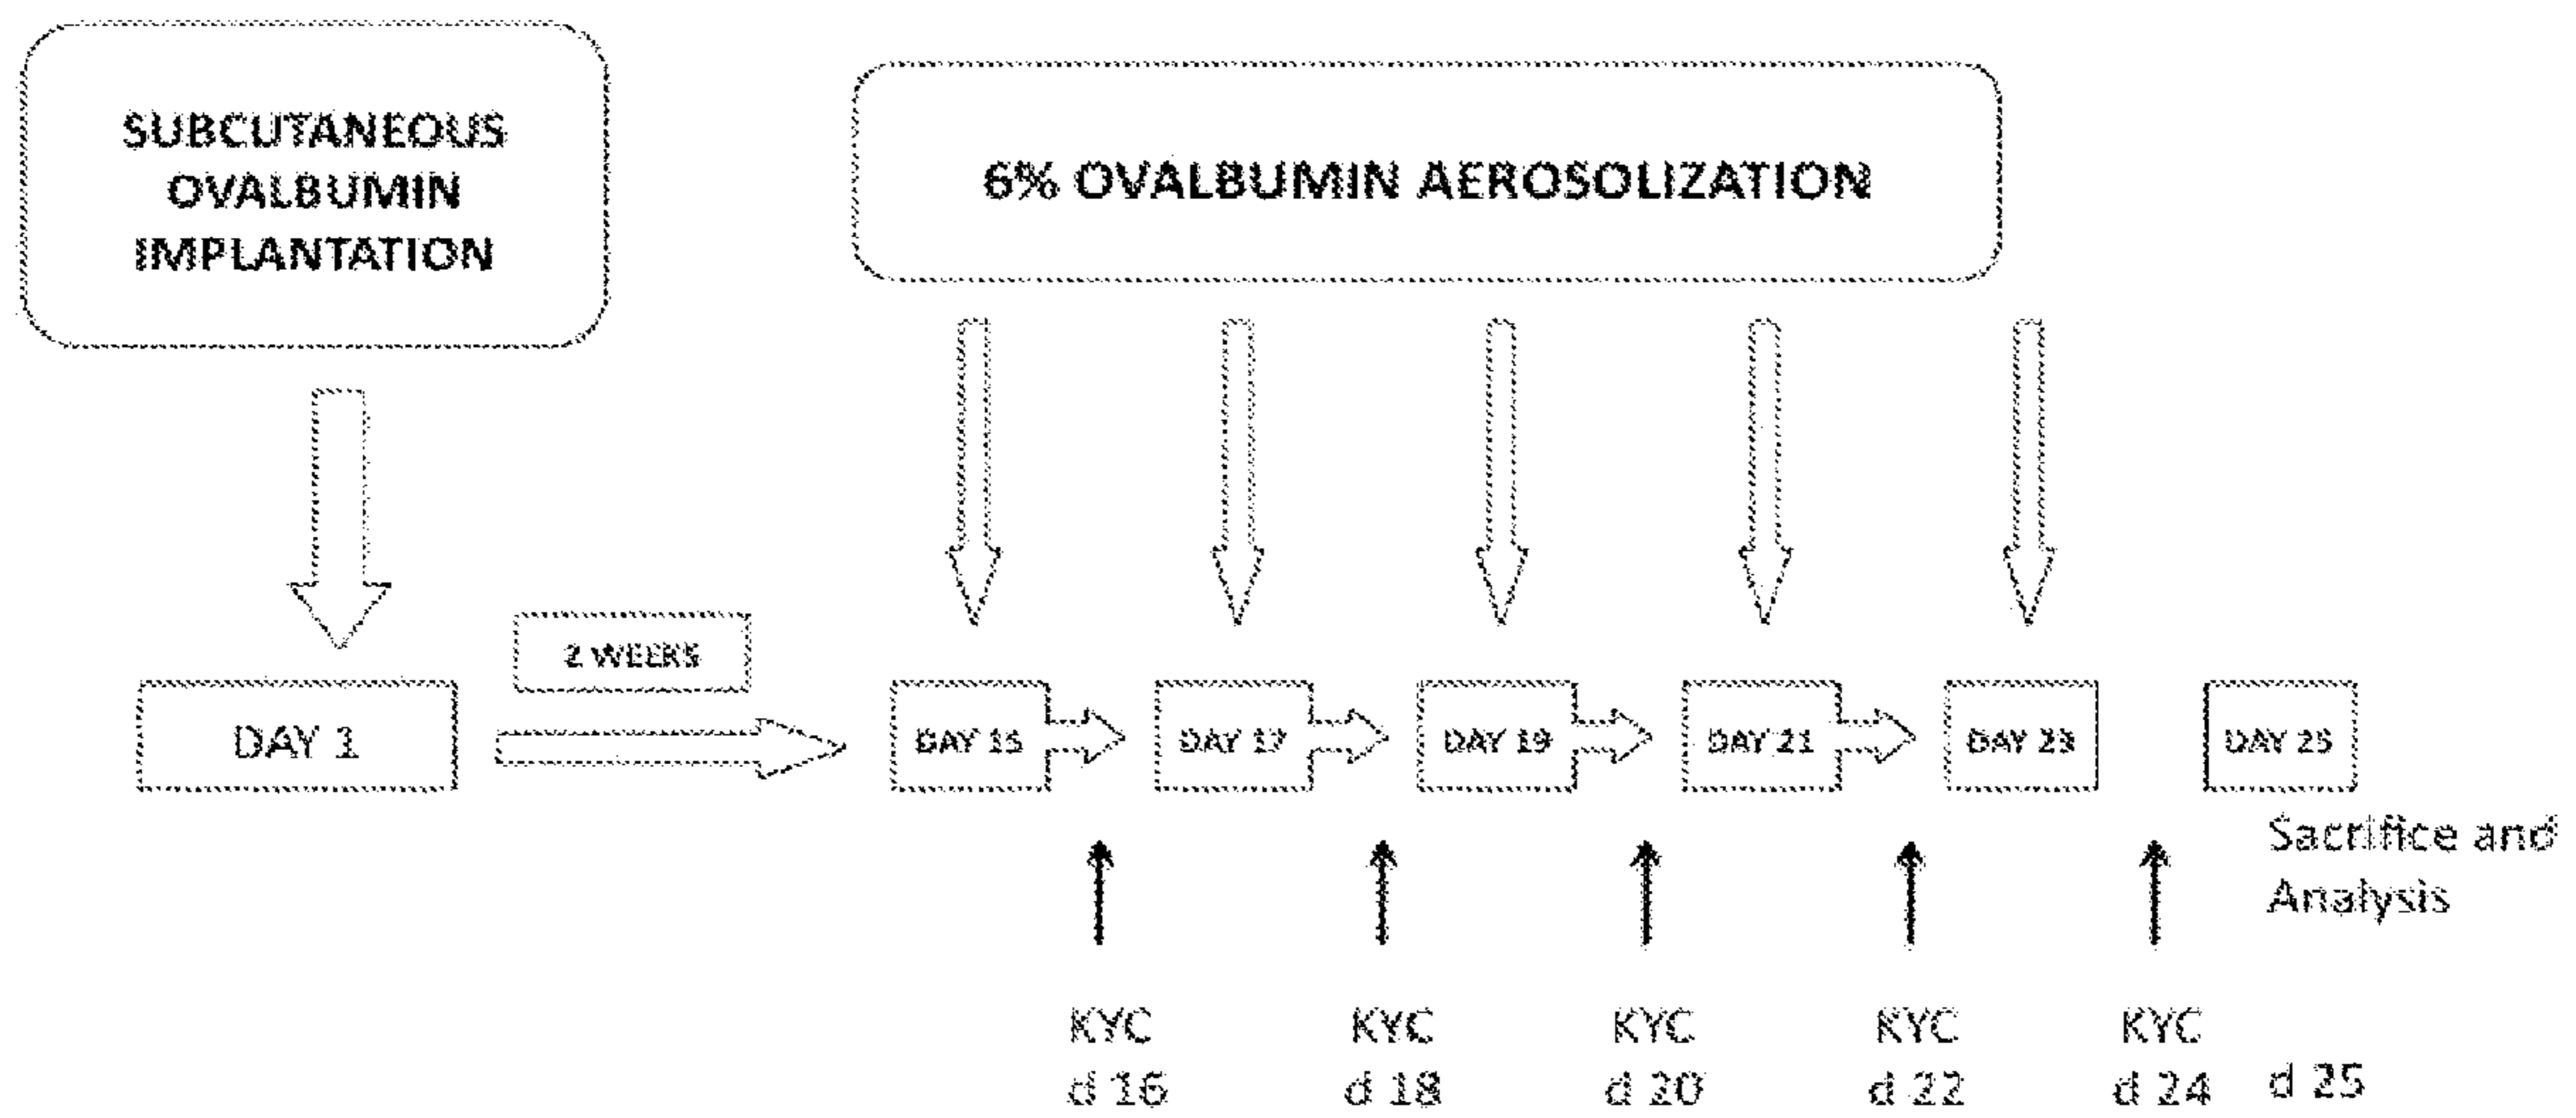 SUBCUTANEOUS
OVALBUMIN
IMPLANTATION
6% OVALBUMIN AEROSOLIZATION
2 WEEKS
DAY 1
DAY 15
DAY 17
DAY 19
DAY 21
DAY 23
DAY 25
Sacrifice and
Analysis
KYC
d 16
KYC
d 18
KYC
d 20
KYC
d 22
KYC
d 24
d 25